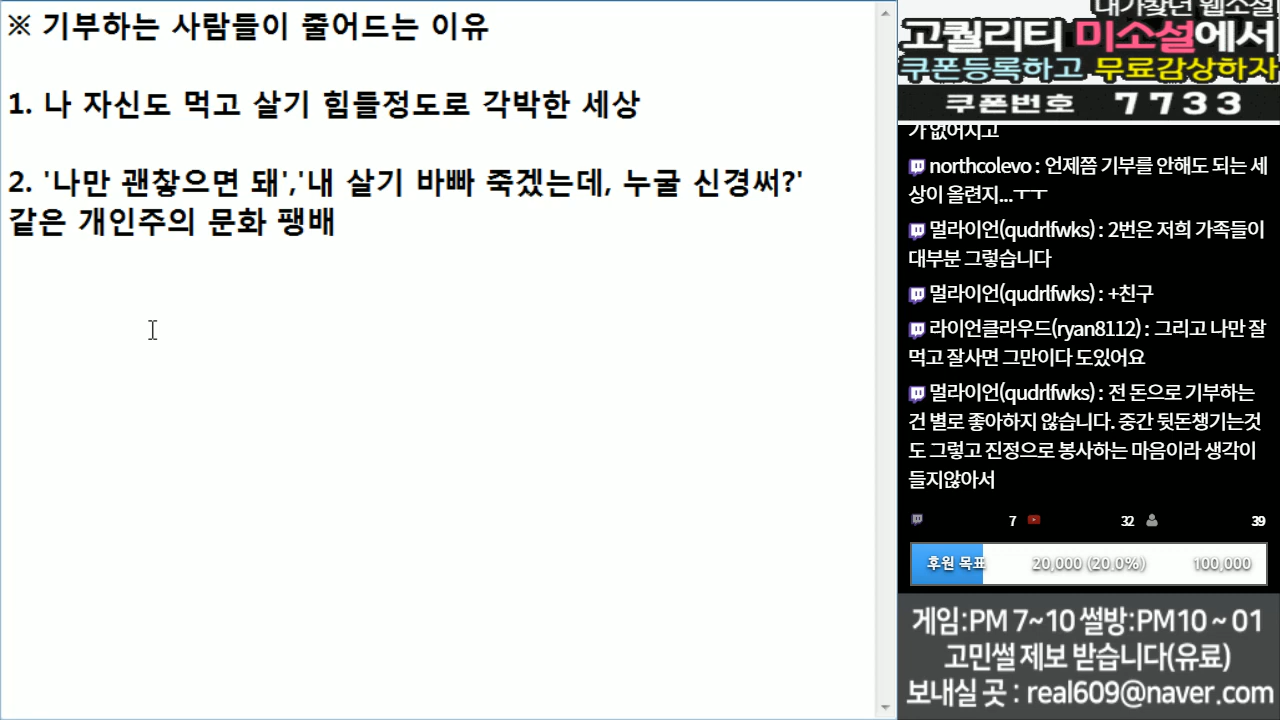 ※ 기부하는 사람들이 줄어드는 이유
1. 나 자신도 먹고 살기 힘들정도로 각박한 세상
2. '나만 괜찮으면 돼','내 살기 바빠 죽겠는데, 누굴 신경써?'
같은 개인주의 문화 팽배
내가찾던 웹소설
고퀄리티 미소설에서
쿠폰등록하고 무료감상하자
쿠폰번호 7733
가 없어지고
northcolevo : 언제쯤 기부를 안해도 되는 세
상이 올련지...ㅜㅜ
멀라이언(qudrlfwks) : 2번은 저희 가족들이
대부분 그렇습니다
멀라이언(qudrlfwks) : +친구
라이언클라우드(ryan8112) : 그리고 나만 잘
먹고 잘사면 그만이다 도있어요
멀라이언(qudrlfwks) : 전 돈으로 기부하는
건 별로 좋아하지 않습니다. 중간 뒷돈챙기는것
도 그렇고 진정으로 봉사하는 마음이라 생각이
들지않아서
7 32 39
후원 목표 20,000 (20.0%) 100,000
게임:PM 7~10 썰방:PM10 ~ 01
고민썰 제보 받습니다(유료)
보내실 곳 : real609@naver.com